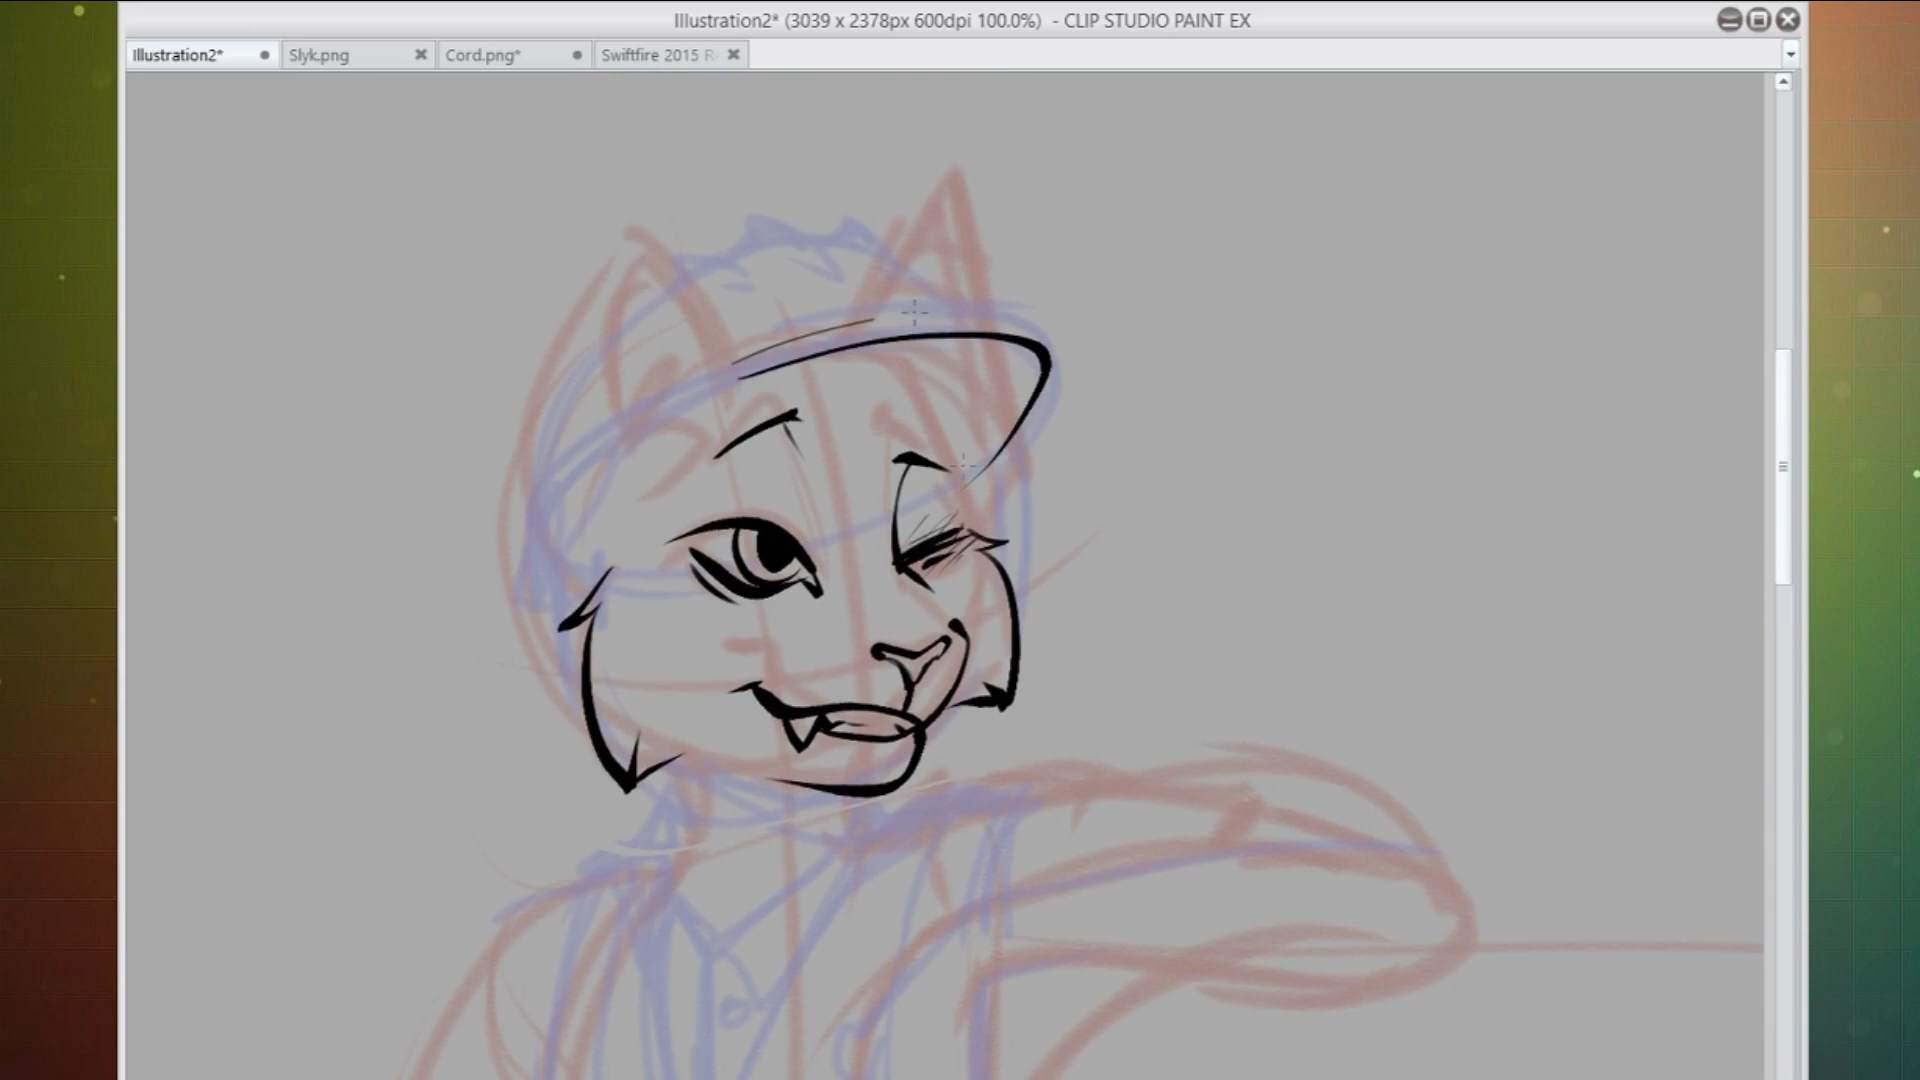 Illustration2* (3039 x 2378px 600dpi 100.0%) - CLIP STUDIO PAINT EX
Illustration2* Slyk.png Cord.png* Swiftfire 2015 R